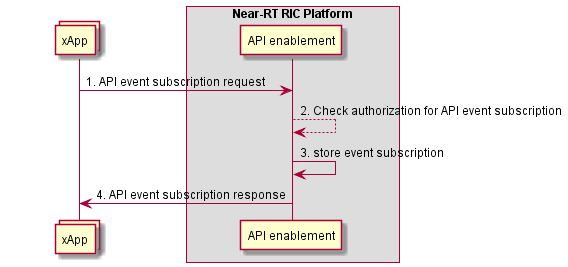 Near-RT RIC Platform
xApp
API enablement
1. API event subscription request
2. Check authorization for API event subscription
3. store event subscription
4. API event subscription response
xApp
API enablement